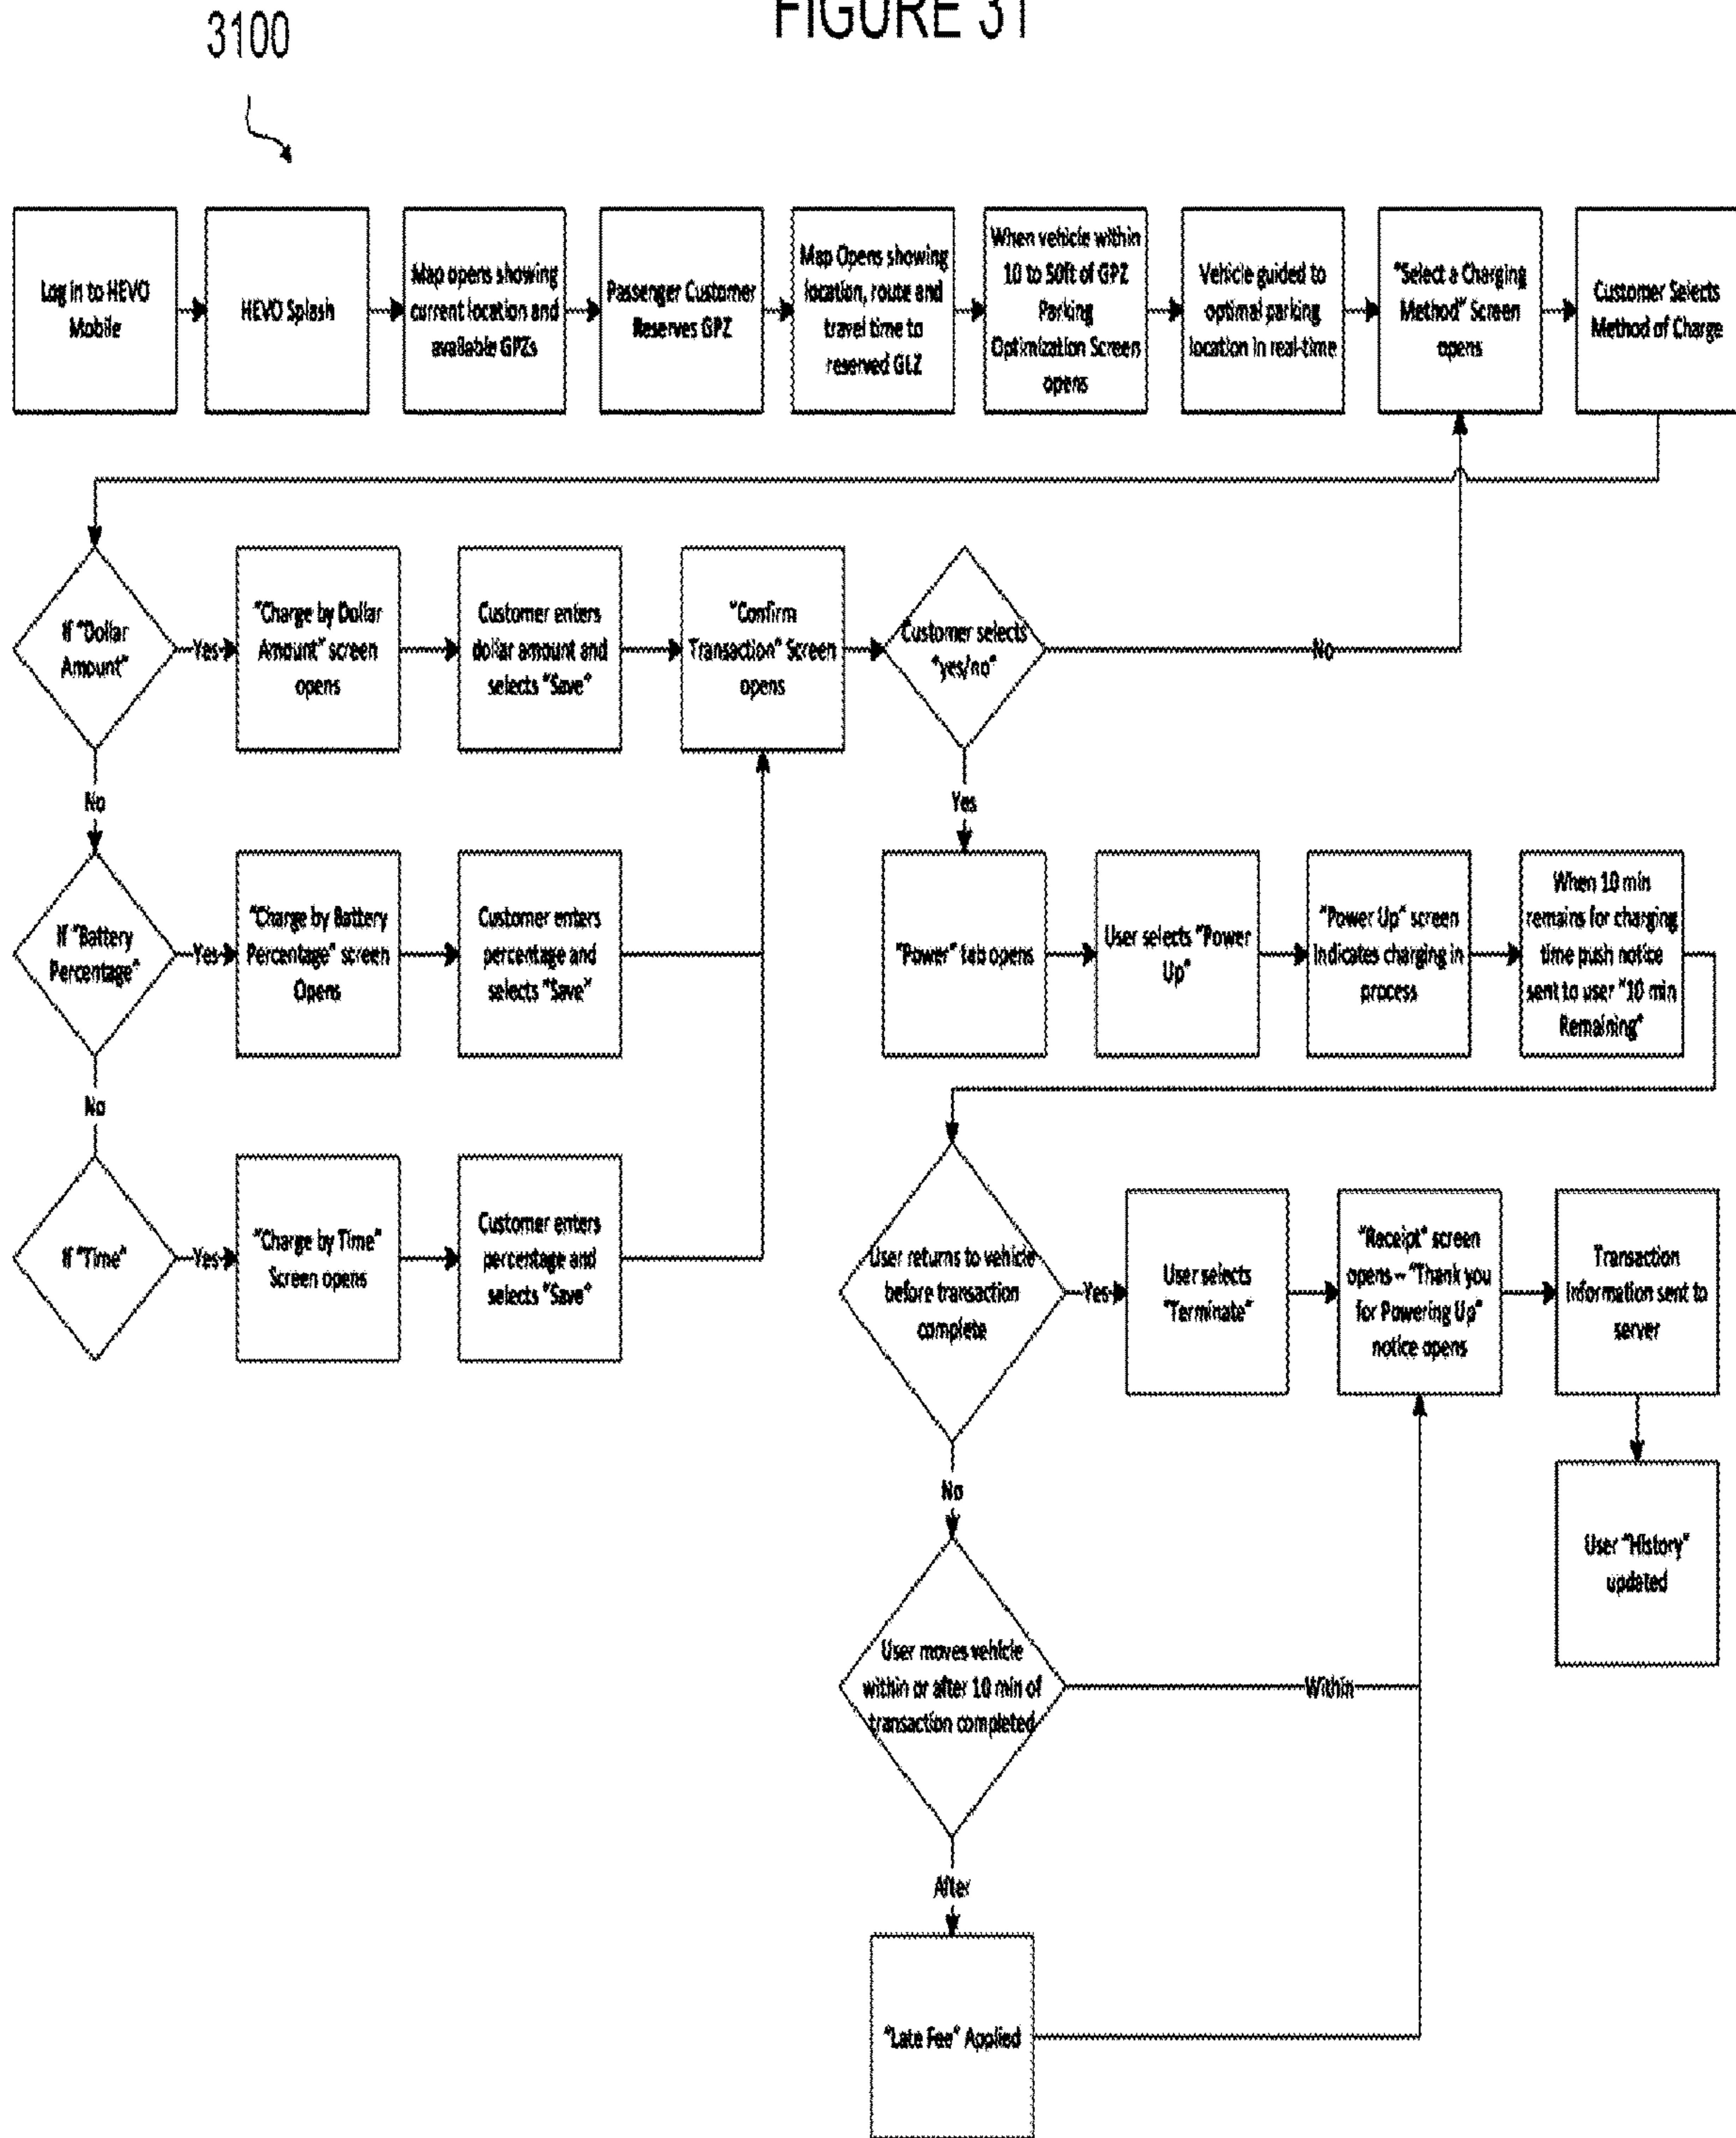 FIGURE 31
3100
Log in to HEVO
Mobile
HEVO Splash
Map opens showing
current location and
available GPZs
Passenger Customer
Reserves GPZ
Map Opens showing
location, route and
travel time to
reserved GLZ
When vehicle within
10 to 50ft of GPZ
Parking
Optimization Screen
opens
Vehicle guided to
optimal parking
location in real-time
"Select a Charging
Method" Screen
opens
Customer Selects
Method of Charge
If "Dollar
Amount"
Yes
"Charge by Dollar
Amount" screen
opens
Customer enters
dollar amount and
selects "Save"
"Confirm
Transaction" Screen
opens
Customer selects
"yes/no"
No
No
Yes
If "Battery
Percentage"
Yes
"Charge by Battery
Percentage" screen
Opens
Customer enters
percentage and
selects "Save"
"Power" tab opens
User selects "Power
Up"
"Power Up" screen
indicates charging in
process
When 10 min
remains for charging
time push notice
sent to user "10 min
Remaining"
No
If "Time"
Yes
"Charge by Time"
Screen opens
Customer enters
percentage and
selects "Save"
User returns to vehicle
before transaction
complete
Yes
User selects
"Terminate"
"Receipt" screen
opens – "Thank you
for Powering Up"
notice opens
Transaction
Information sent to
server
No
User "History"
updated
User moves vehicle
within or after 10 min of
transaction completed
Within
After
"Late Fee" Applied